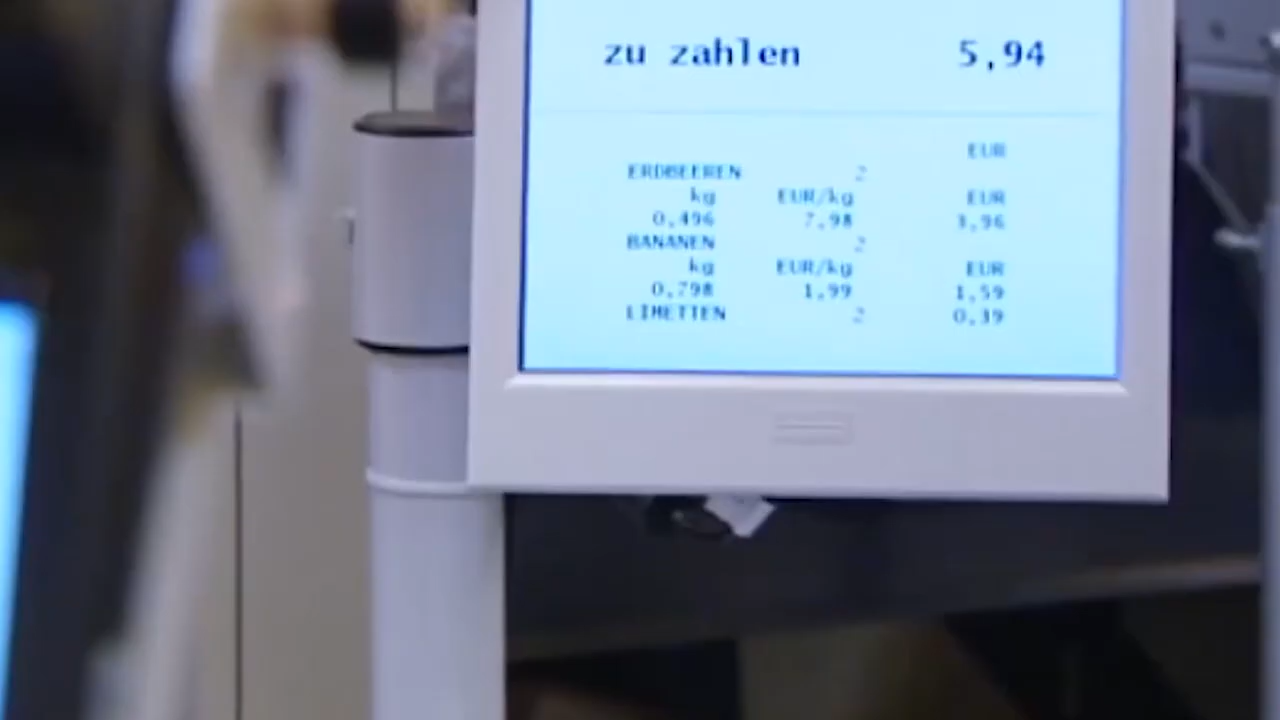 zu zahlen 5,94
EUR
ERDBEEREN 2
kg EUR/kg EUR
0,496 7,98 3,96
BANANEN 2
kg EUR/kg EUR
0,798 1,99 1,59
LIMETTEN 2 0,39